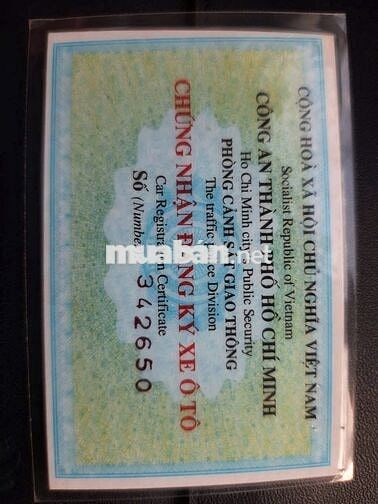 CỘNG HOÀ XÃ HỘI CHỦ NGHĨA VIỆT NAM
Socialist Republic of Vietnam
CÔNG AN THÀNH PHỐ HỒ CHÍ MINH
Ho Chi Minh city's Public Security
PHÒNG CẢNH SÁT GIAO THÔNG
The traffic Police Division
CHỨNG NHẬN ĐĂNG KÝ XE Ô TÔ
Car Registration Certificate
Số (Number) 342650
muabán.net